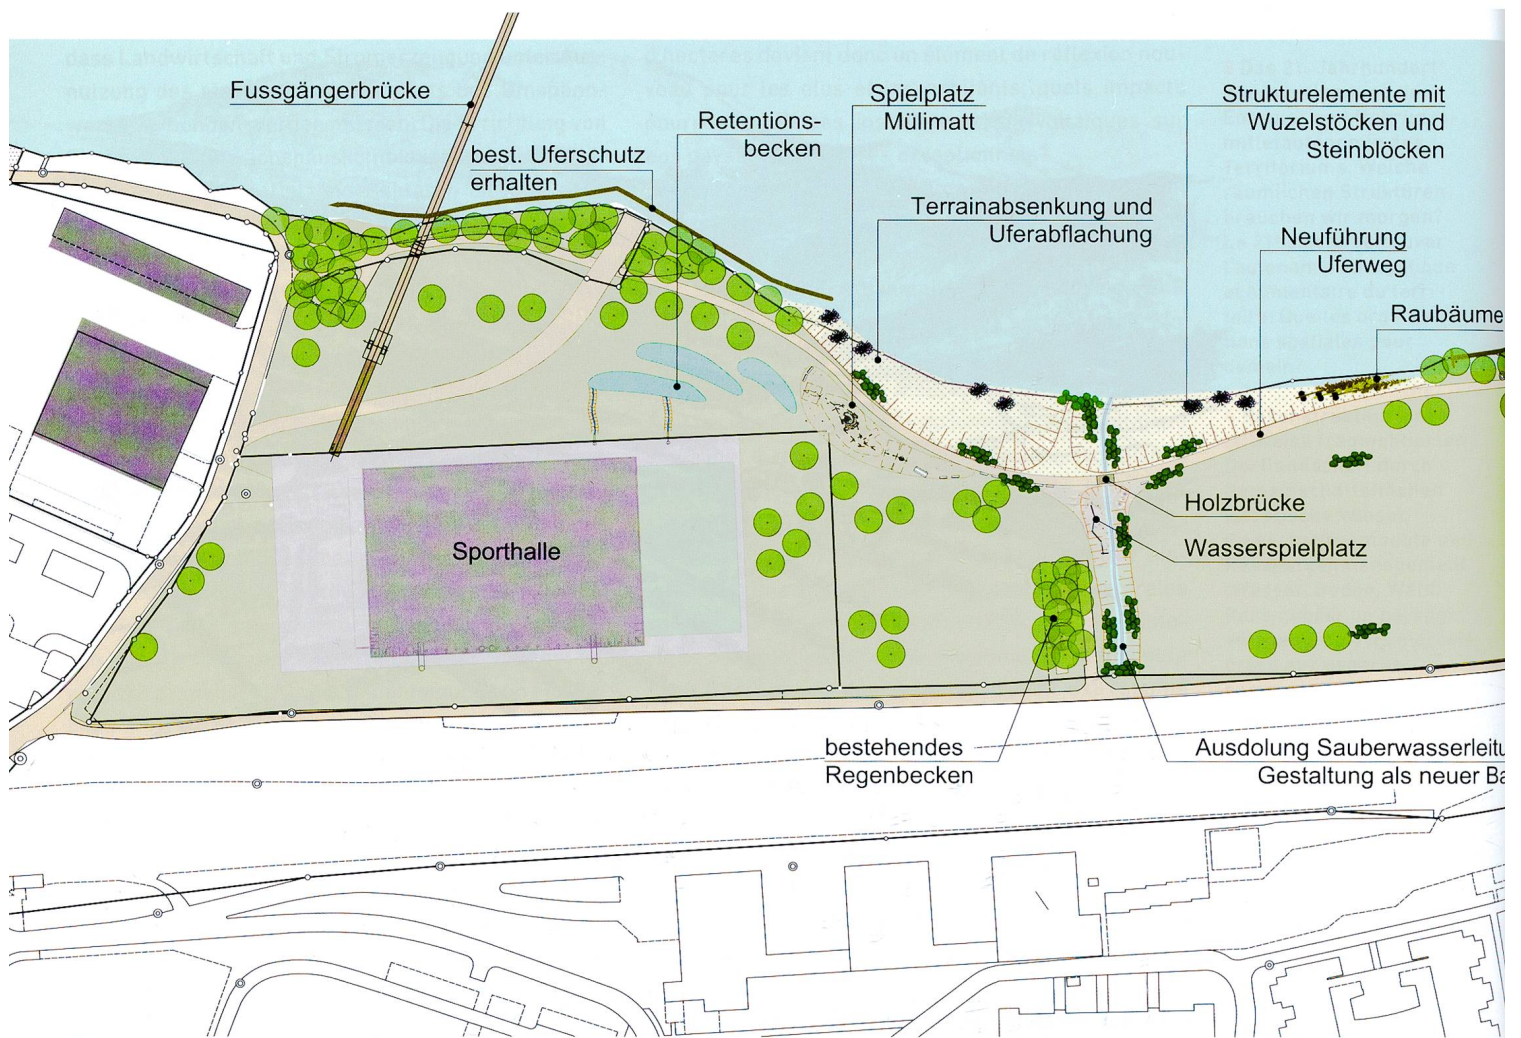 Fussgängerbrücke
best. Uferschutz
erhalten
Retentions-
becken
Spielplatz
Mülimatt
Terrainabsenkung und
Uferabflachung
Strukturelemente mit
Wuzelstöcken und
Steinblöcken
Neuführung
Uferweg
Raubäume
Sporthalle
Holzbrücke
Wasserspielplatz
bestehendes
Regenbecken
Ausdolung Sauberwasserleitu
Gestaltung als neuer Ba